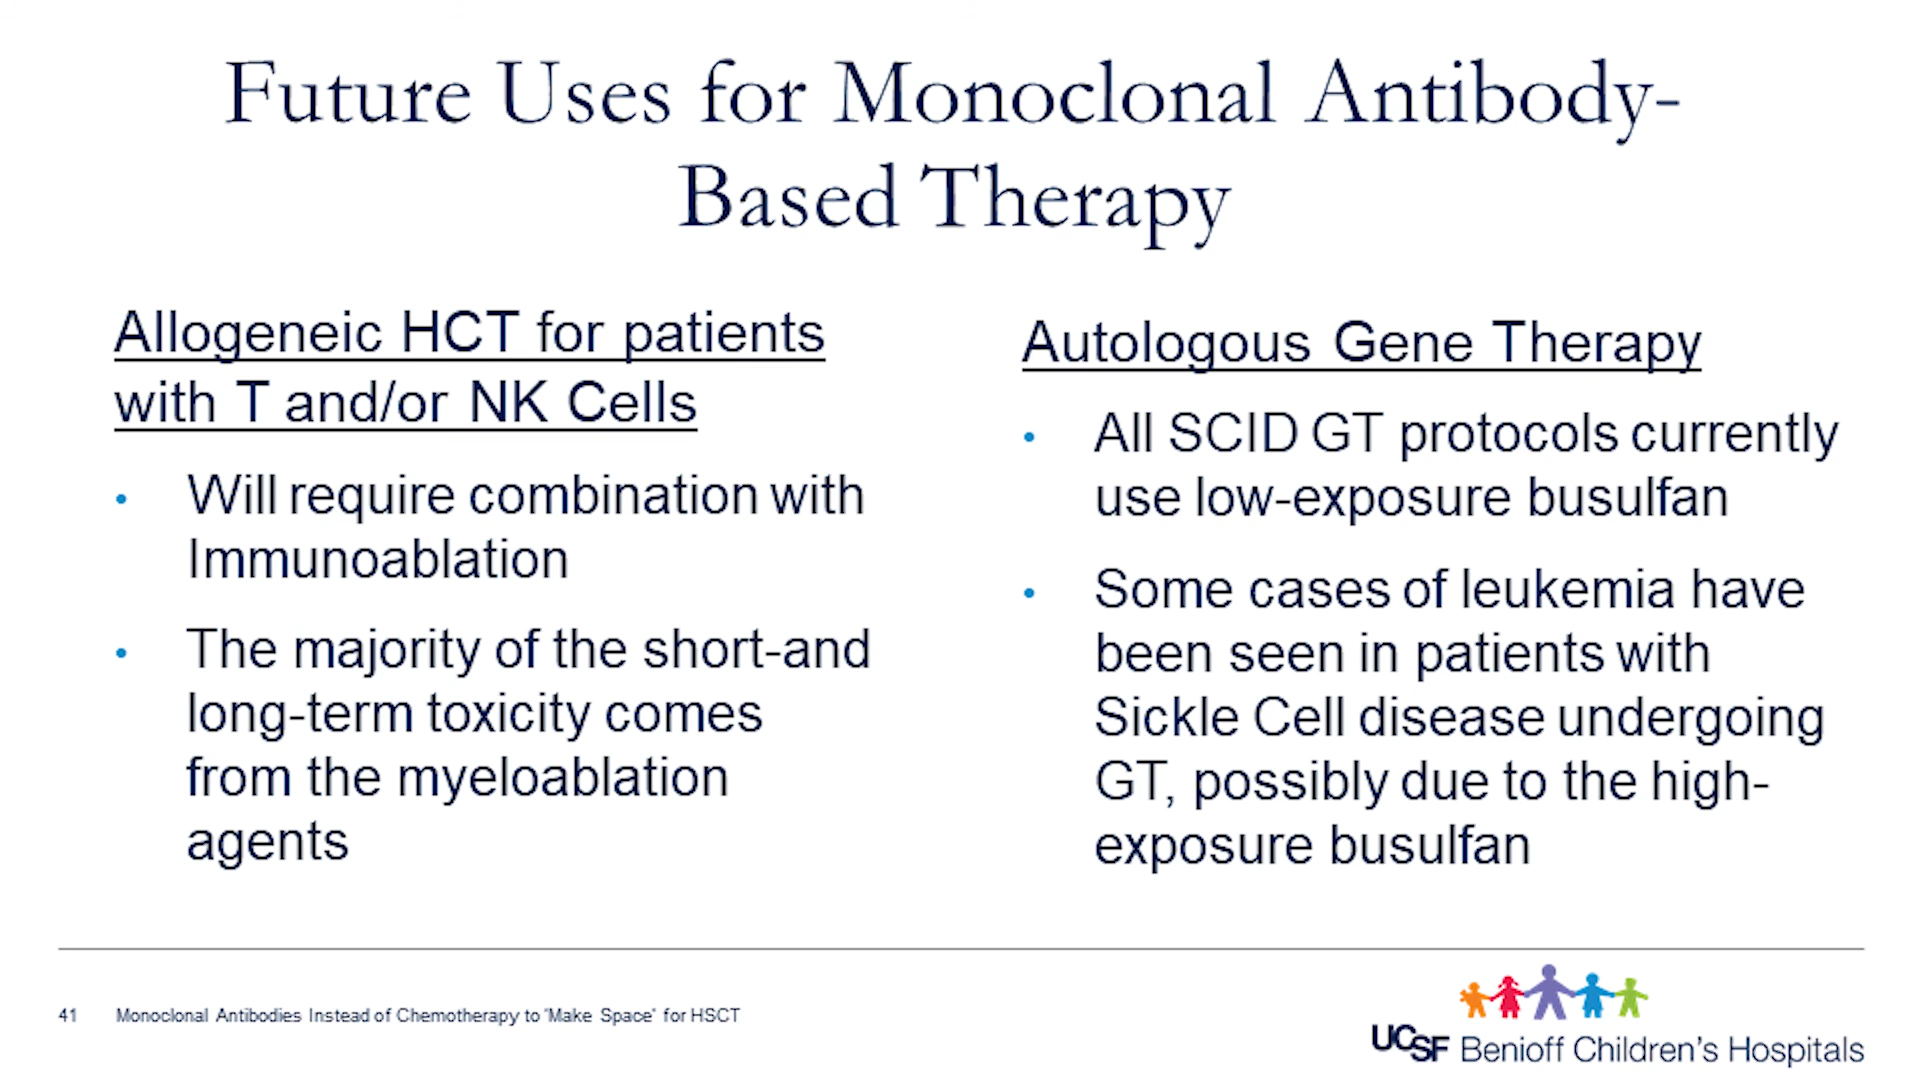 Future Uses for Monoclonal Antibody-
Based Therapy
Allogeneic HCT for patients
with T and/or NK Cells
• Will require combination with
Immunoablation
• The majority of the short-and
long-term toxicity comes
from the myeloablation
agents
Autologous Gene Therapy
• All SCID GT protocols currently
use low-exposure busulfan
• Some cases of leukemia have
been seen in patients with
Sickle Cell disease undergoing
GT, possibly due to the high-
exposure busulfan
41 Monoclonal Antibodies Instead of Chemotherapy to 'Make Space' for HSCT
UCSF Benioff Children's Hospitals